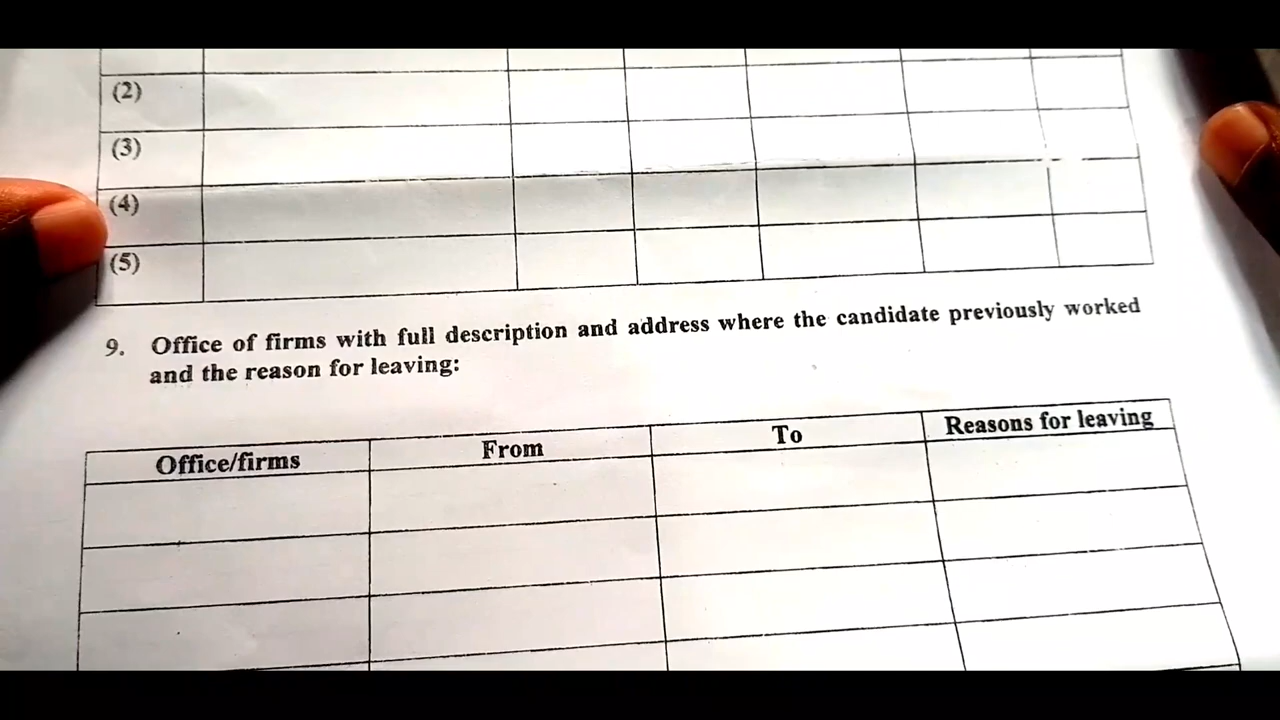 (2)
(3)
(4)
(5)
9. Office of firms with full description and address where the candidate previously worked
and the reason for leaving:
Office/firms From To Reasons for leaving